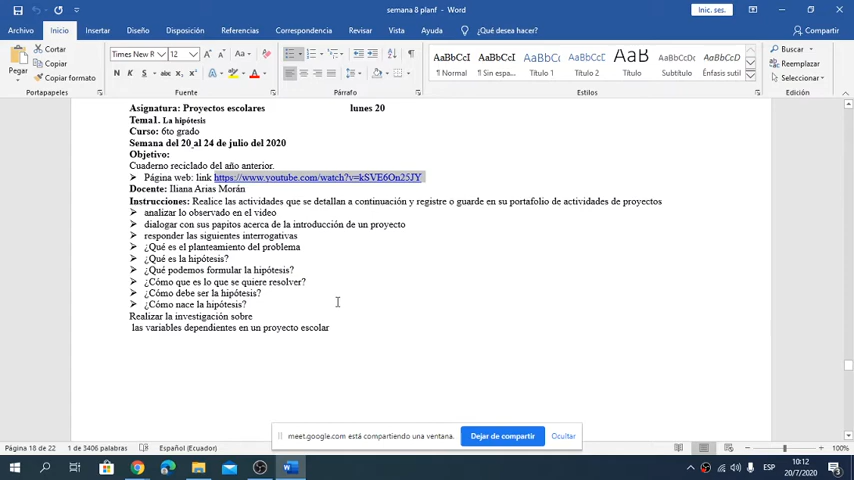 semana 8 planf - Word
Inic. ses.
Archivo Inicio Insertar Diseño Disposición Referencias Correspondencia Revisar Vista Ayuda ¿Qué desea hacer? Compartir
Pegar
Cortar
Copiar
Copiar formato
Times New R 12
Buscar
Reemplazar
Seleccionar
AaBbCcI AaBbCcI AaBbC AaBbCcI AaB AaBbCcI AaBbCcD
¶ Normal ¶ Sin espa... Título 1 Título 2 Título Subtítulo Énfasis sutil
Portapapeles Fuente Párrafo Estilos Edición
Asignatura: Proyectos escolares lunes 20
Tema1. La hipótesis
Curso: 6to grado
Semana del 20 al 24 de julio del 2020
Objetivo:
Cuaderno reciclado del año anterior.
➢ Página web: link https://www.youtube.com/watch?v=kSVE6On25JY
Docente: Iliana Arias Morán
Instrucciones: Realice las actividades que se detallan a continuación y registre o guarde en su portafolio de actividades de proyectos
➢ analizar lo observado en el video
➢ dialogar con sus papitos acerca de la introducción de un proyecto
➢ responder las siguientes interrogativas
➢ ¿Qué es el planteamiento del problema
➢ ¿Qué es la hipótesis?
➢ ¿Qué podemos formular la hipótesis?
➢ ¿Cómo que es lo que se quiere resolver?
➢ ¿Cómo debe ser la hipótesis?
➢ ¿Cómo nace la hipótesis?
Realizar la investigación sobre
las variables dependientes en un proyecto escolar
meet.google.com está compartiendo una ventana. Dejar de compartir Ocultar
Página 18 de 22 1 de 3406 palabras Español (Ecuador) 100%
ESP
10:12
20/7/2020